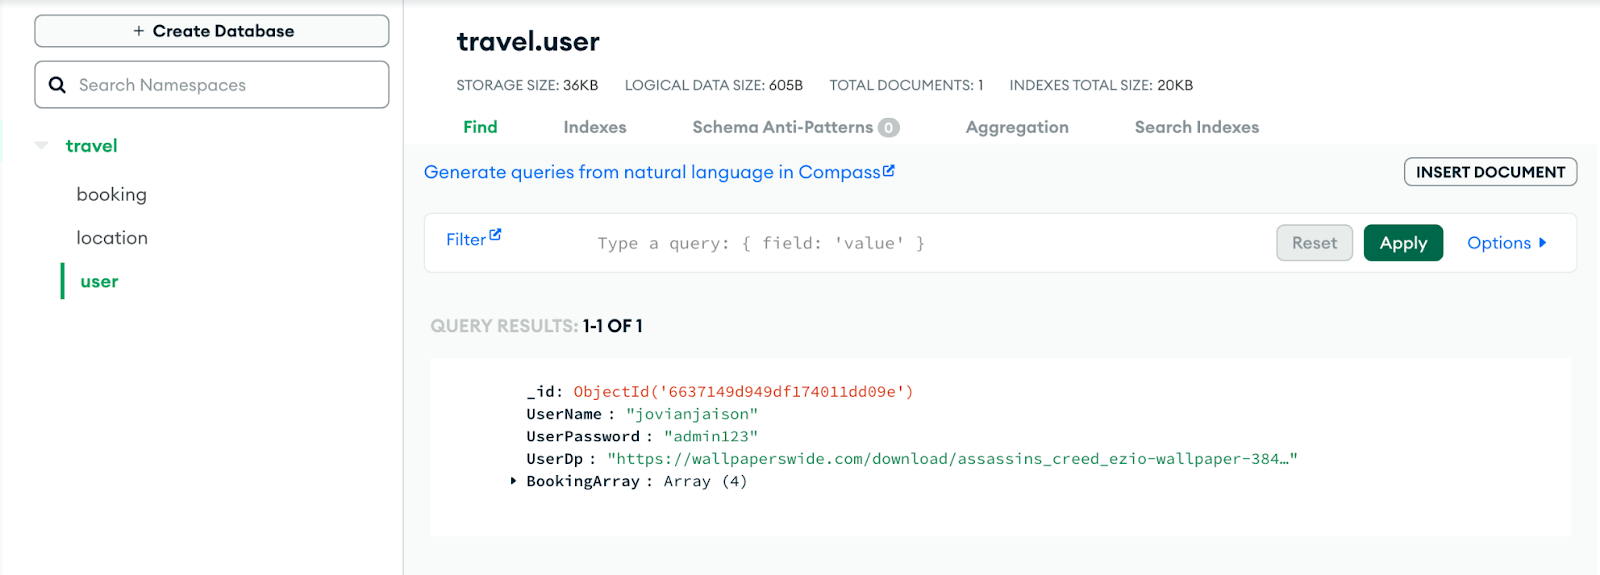 + Create Database
Search Namespaces
travel
booking
location
user
travel.user
STORAGE SIZE: 36KB LOGICAL DATA SIZE: 605B TOTAL DOCUMENTS: 1 INDEXES TOTAL SIZE: 20KB
Find Indexes Schema Anti-Patterns 0 Aggregation Search Indexes
Generate queries from natural language in Compass
INSERT DOCUMENT
Filter Type a query: { field: 'value' } Reset Apply Options
QUERY RESULTS: 1-1 OF 1
_id: ObjectId('6637149d949df174011dd09e')
UserName : "jovianjaison"
UserPassword : "admin123"
UserDp : "https://wallpaperswide.com/download/assassins_creed_ezio-wallpaper-384…"
BookingArray : Array (4)